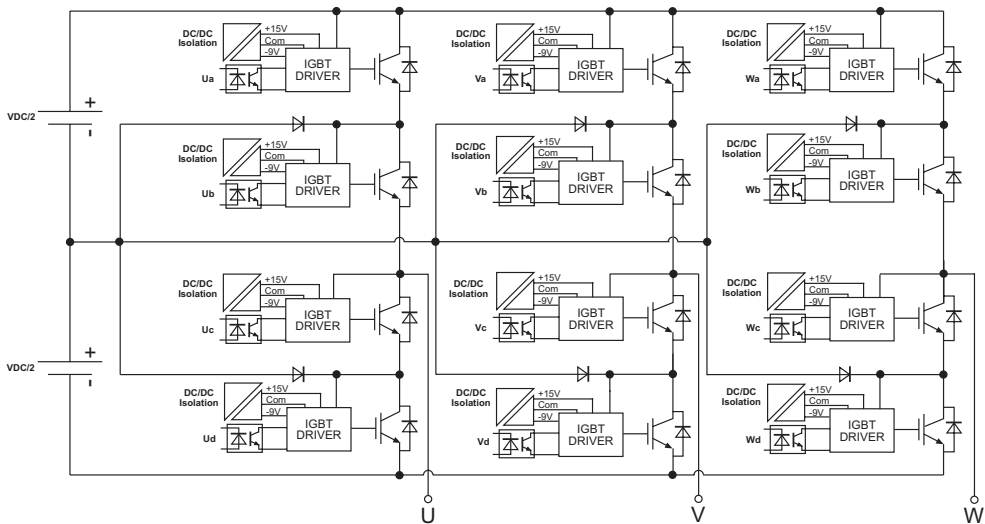 DC/DC
Isolation
+15V
Com
-9V
Ua
IGBT
DRIVER
DC/DC
Isolation
+15V
Com
-9V
Va
IGBT
DRIVER
DC/DC
Isolation
+15V
Com
-9V
Wa
IGBT
DRIVER
VDC/2
+
-
DC/DC
Isolation
+15V
Com
-9V
Ub
IGBT
DRIVER
DC/DC
Isolation
+15V
Com
-9V
Vb
IGBT
DRIVER
DC/DC
Isolation
+15V
Com
-9V
Wb
IGBT
DRIVER
DC/DC
Isolation
+15V
Com
-9V
Uc
IGBT
DRIVER
DC/DC
Isolation
+15V
Com
-9V
Vc
IGBT
DRIVER
DC/DC
Isolation
+15V
Com
-9V
Wc
IGBT
DRIVER
VDC/2
+
-
DC/DC
Isolation
+15V
Com
-9V
Ud
IGBT
DRIVER
DC/DC
Isolation
+15V
Com
-9V
Vd
IGBT
DRIVER
DC/DC
Isolation
+15V
Com
-9V
Wd
IGBT
DRIVER
U
V
W